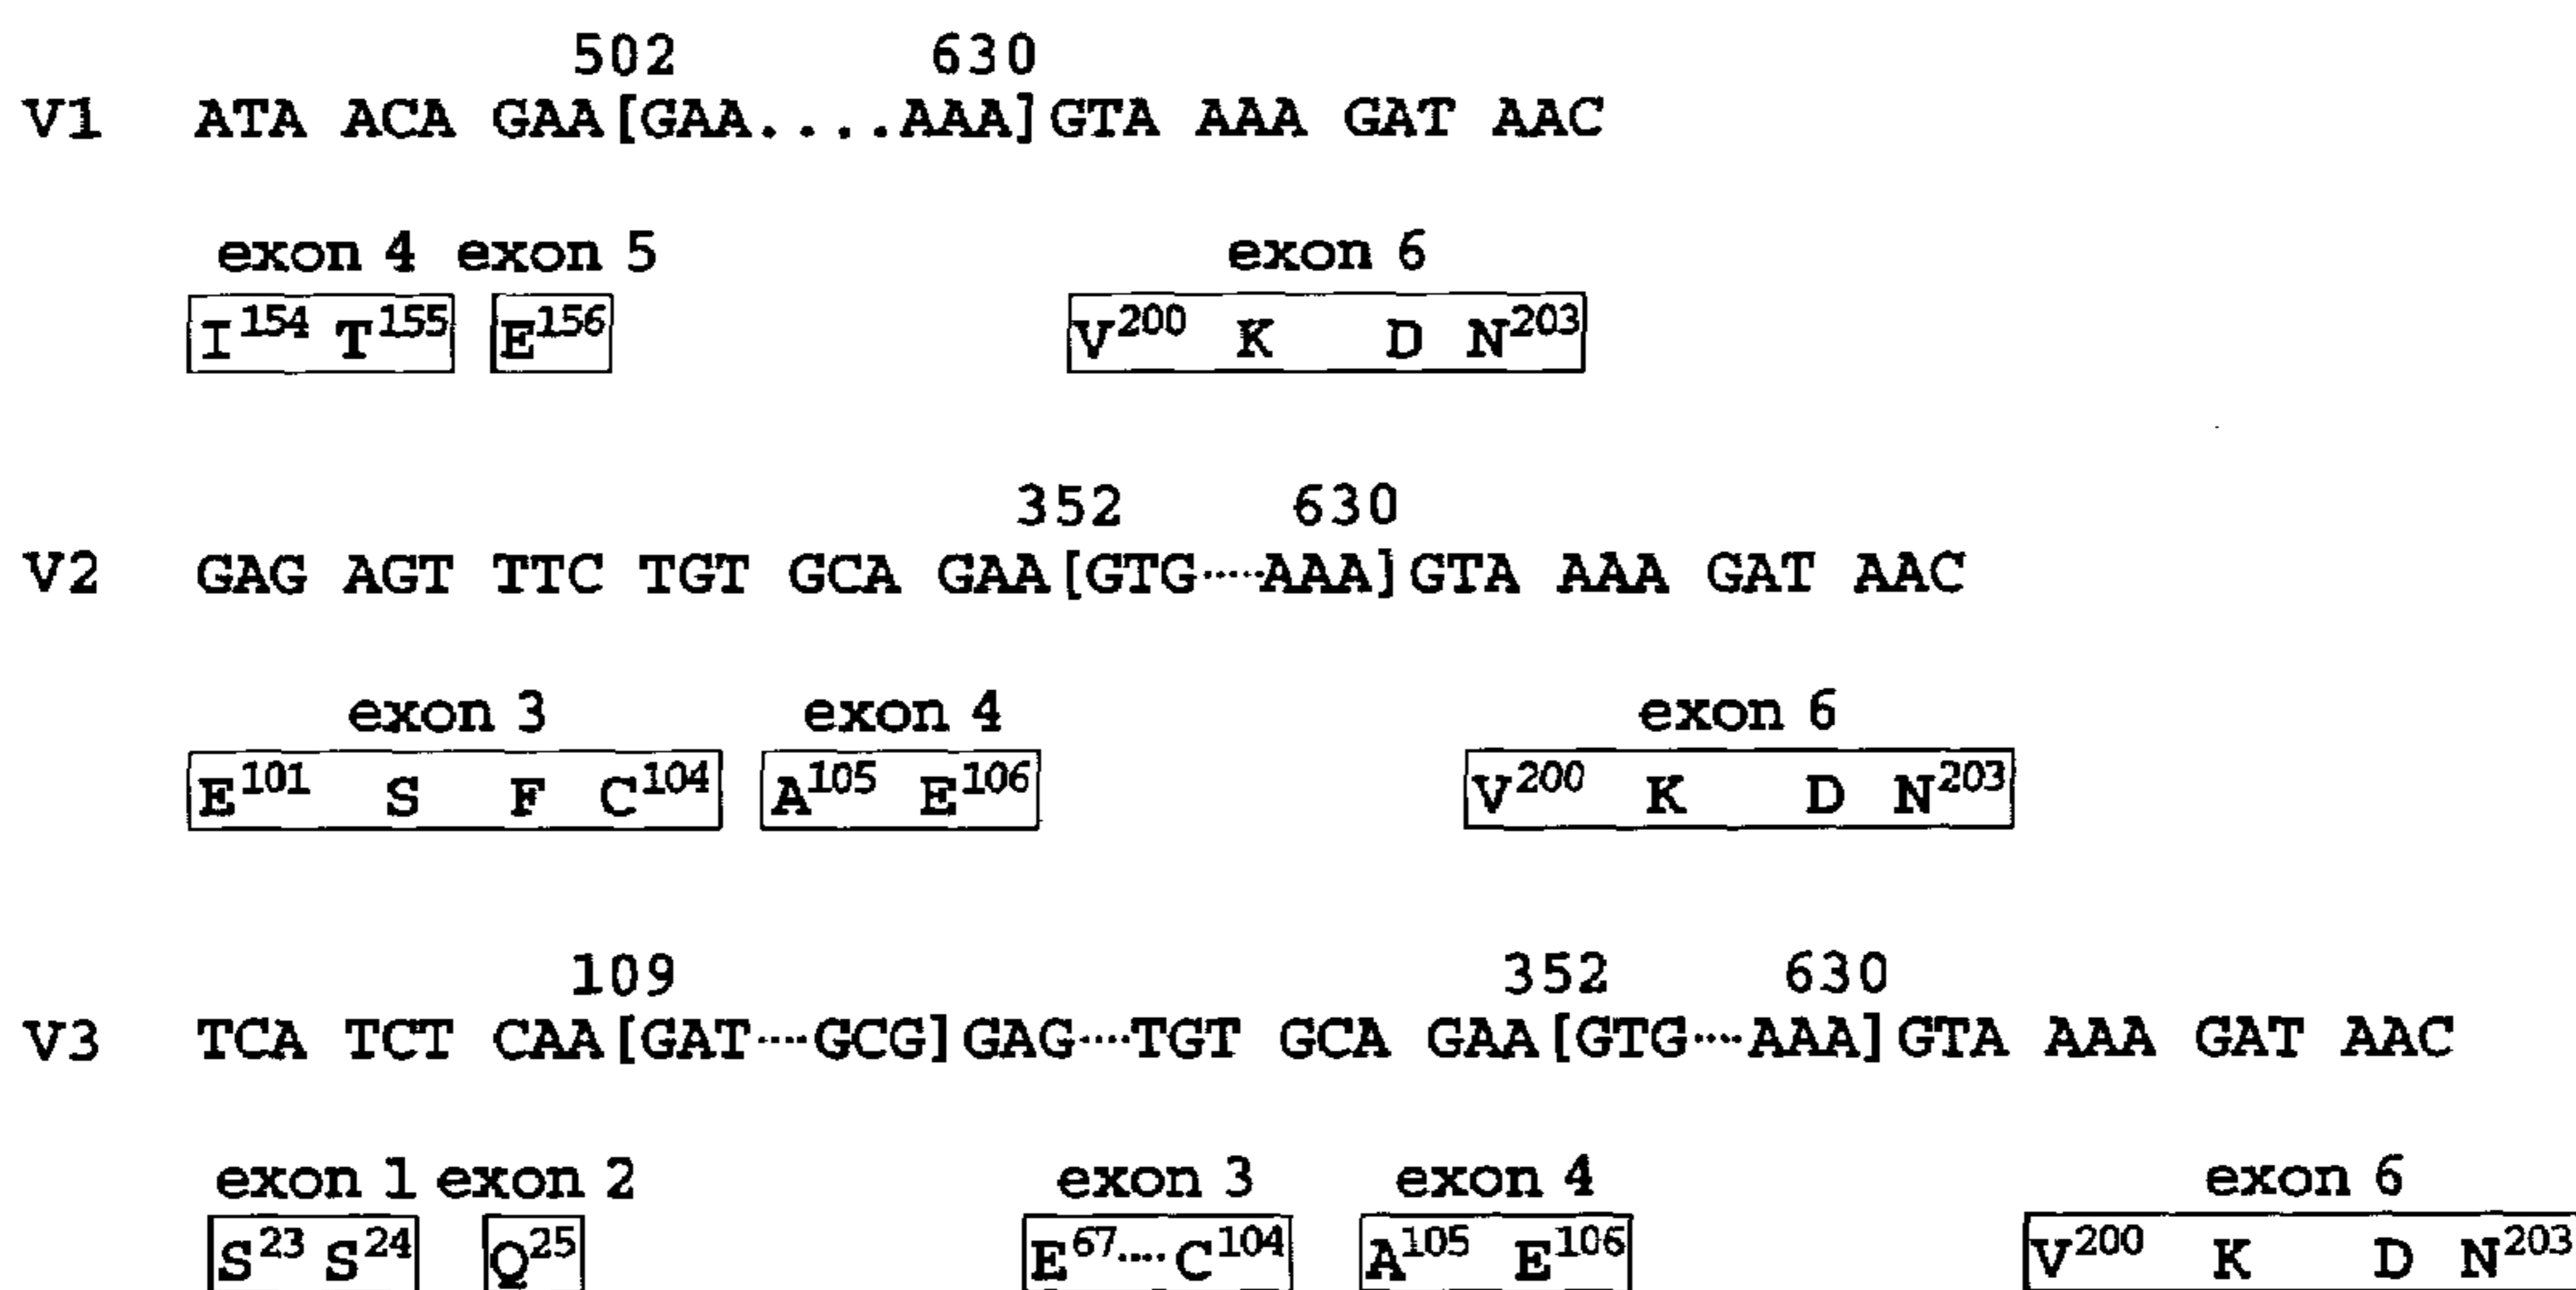 502 630
V1 ATA ACA GAA[GAA....AAA]GTA AAA GAT AAC
exon 4 exon 5 exon 6
I154 T155 E156 V200 K D N203
352 630
V2 GAG AGT TTC TGT GCA GAA[GTG.....AAA]GTA AAA GAT AAC
exon 3 exon 4 exon 6
E101 S F C104 A105 E106 V200 K D N203
109 352 630
V3 TCA TCT CAA[GAT....GCG]GAG....TGT GCA GAA[GTG....AAA]GTA AAA GAT AAC
exon 1 exon 2 exon 3 exon 4 exon 6
S23 S24 Q25 E67....C104 A105 E106 V200 K D N203